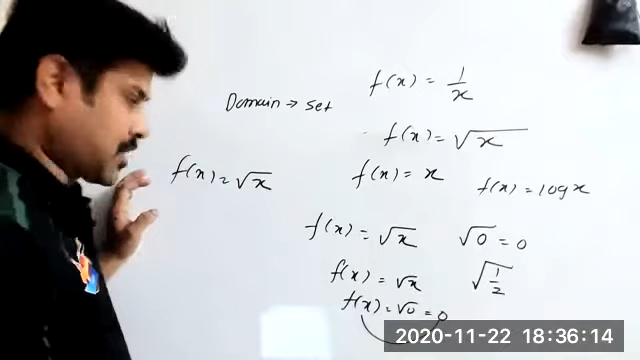 f(x) = 1/x
Domain → set
f(x) = √x
f(x) = √x
f(x) = x
f(x) = log x
f(x) = √x
√0 = 0
f(x) = √x
√1/2
f(x) = √0 = 0
2020-11-22 18:36:14